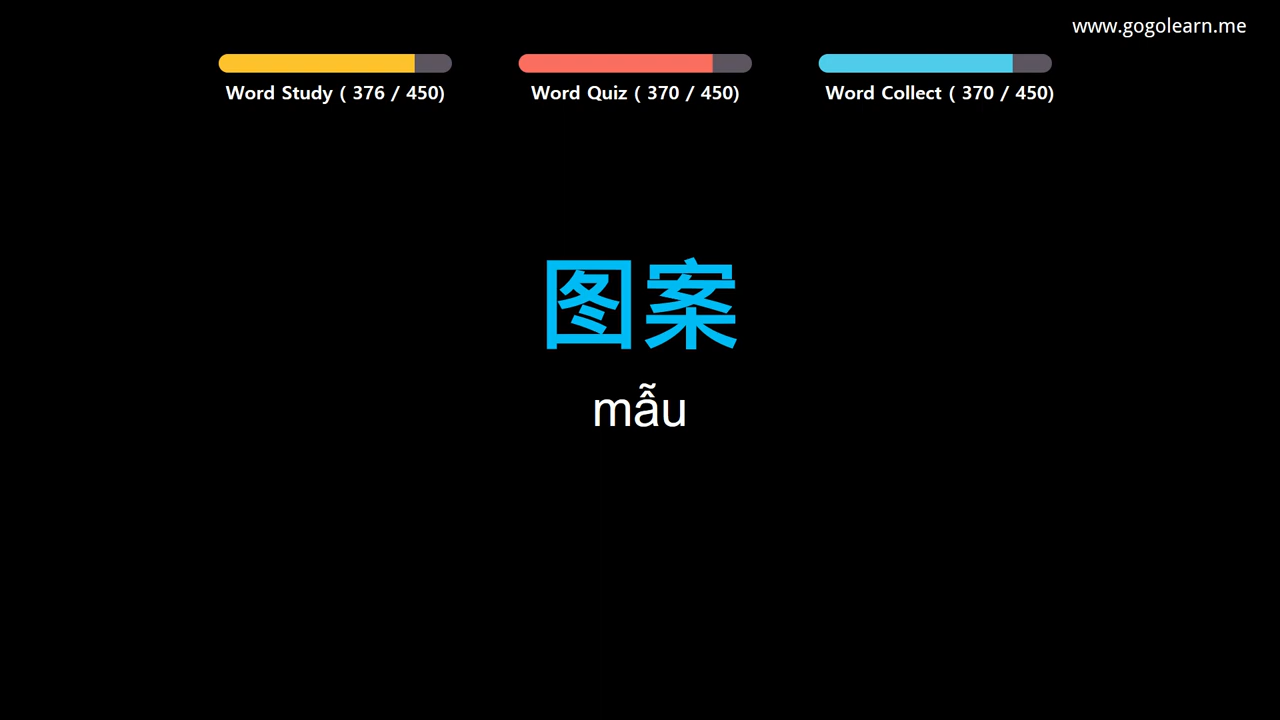 www.gogolearn.me
Word Study ( 376 / 450)
Word Quiz ( 370 / 450)
Word Collect ( 370 / 450)
图案
mẫu